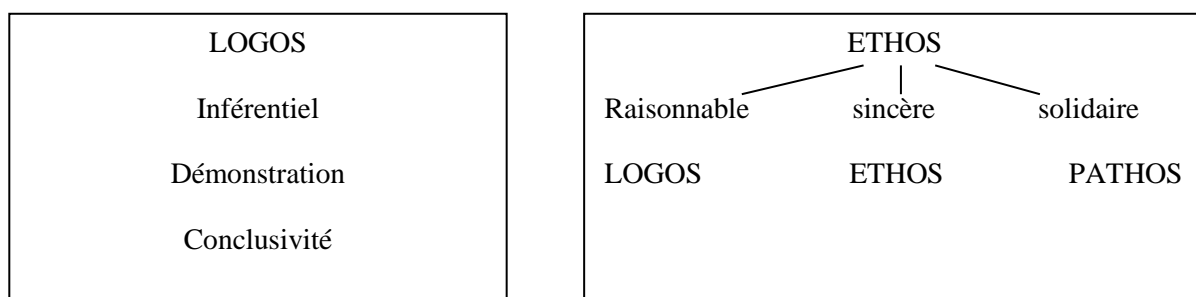 LOGOS
Inférentiel
Démonstration
Conclusivité
ETHOS
Raisonnable sincère solidaire
LOGOS ETHOS PATHOS